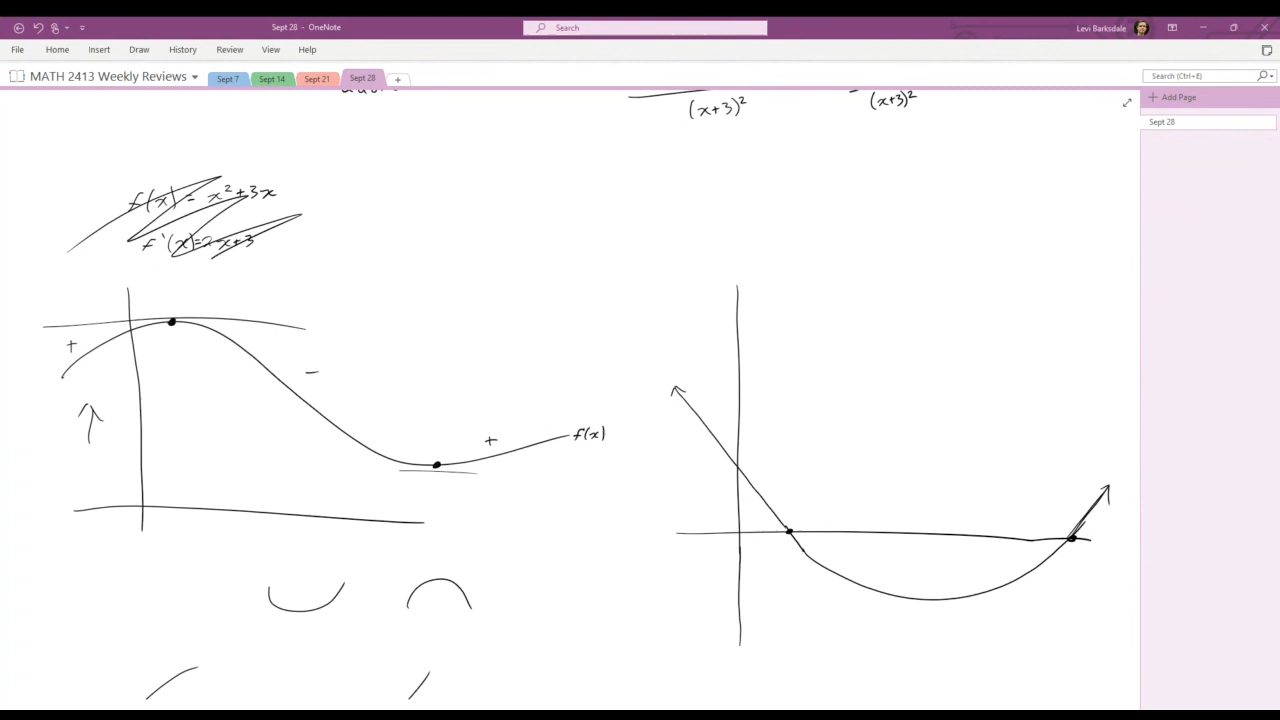 Sept 28 - OneNote
Search
Levi Barksdale
File Home Insert Draw History Review View Help
MATH 2413 Weekly Reviews
Sept 7
Sept 14
Sept 21
Sept 28
+
Search (Ctrl+E)
+ Add Page
Sept 28
(x+3)²
(x+3)²
f(x) = x²+3x
f'(x)=2x+3
+
−
+
f(x)